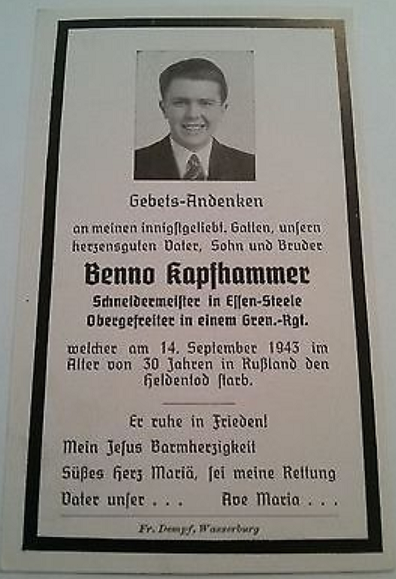 Gebets-Andenken
an meinen innigstgeliebt. Gatten, unsern
herzensguten Vater, Sohn und Bruder
Benno Kapfhammer
Schneidermeister in Essen-Steele
Obergefreiter in einem Gren.-Rgt.
welcher am 14. September 1943 im
Alter von 30 Jahren in Rußland den
Heldentod starb.
Er ruhe in Frieden!
Mein Jesus Barmherzigkeit
Süßes Herz Mariä, sei meine Rettung
Vater unser . . . Ave Maria . . .
Fr. Dempf, Wasserburg